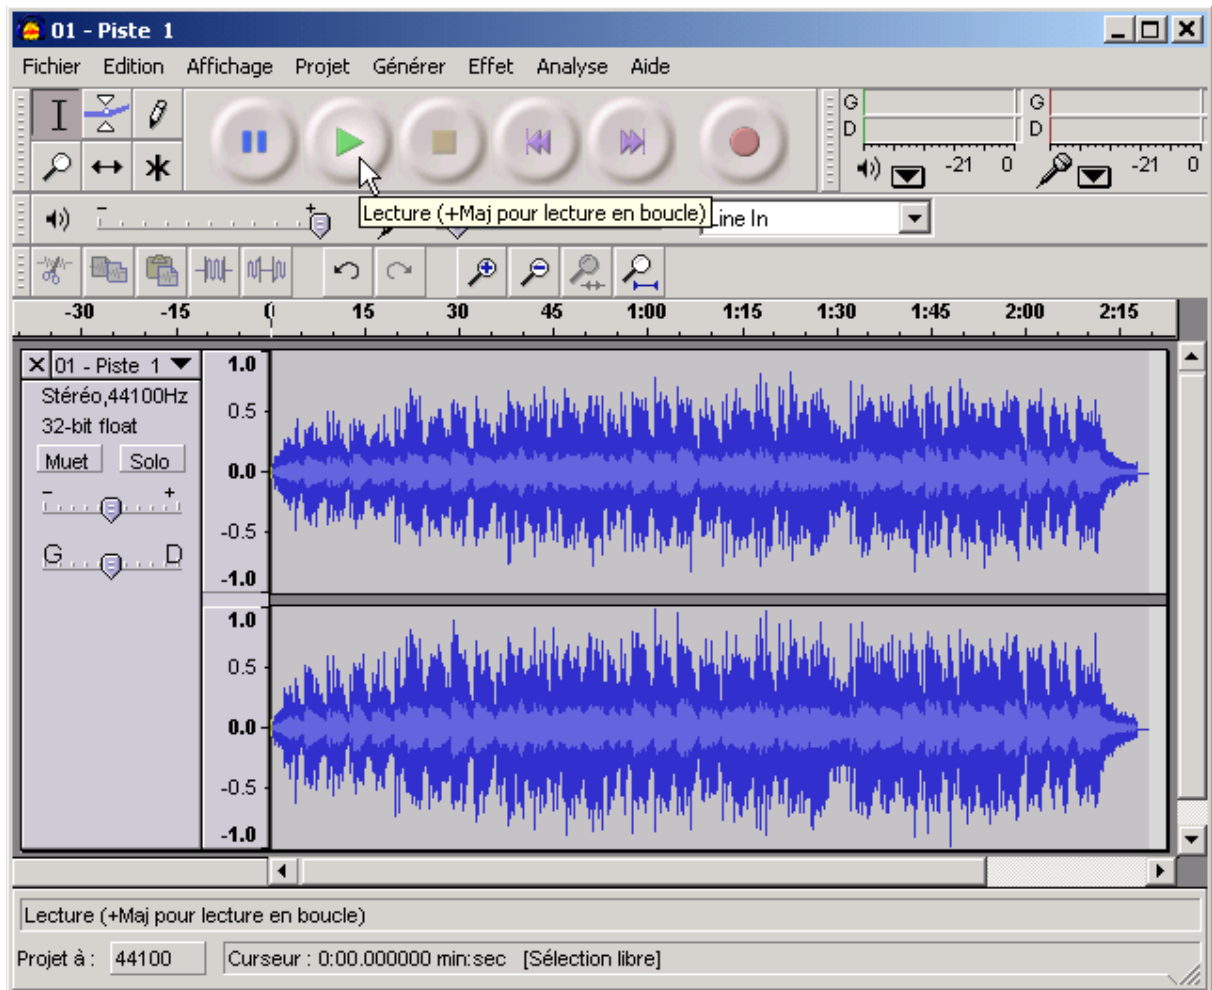 01 - Piste 1
Fichier Edition Affichage Projet Générer Effet Analyse Aide
G G
D D
-21 0 -21 0
- + Lecture (+Maj pour lecture en boucle) Line In
-30 -15 0 15 30 45 1:00 1:15 1:30 1:45 2:00 2:15
01 - Piste 1
Stéréo,44100Hz
32-bit float
Muet Solo
- +
G D
1.0
0.5
0.0
-0.5
-1.0
1.0
0.5
0.0
-0.5
-1.0
Lecture (+Maj pour lecture en boucle)
Projet à : 44100 Curseur : 0:00.000000 min:sec [Sélection libre]